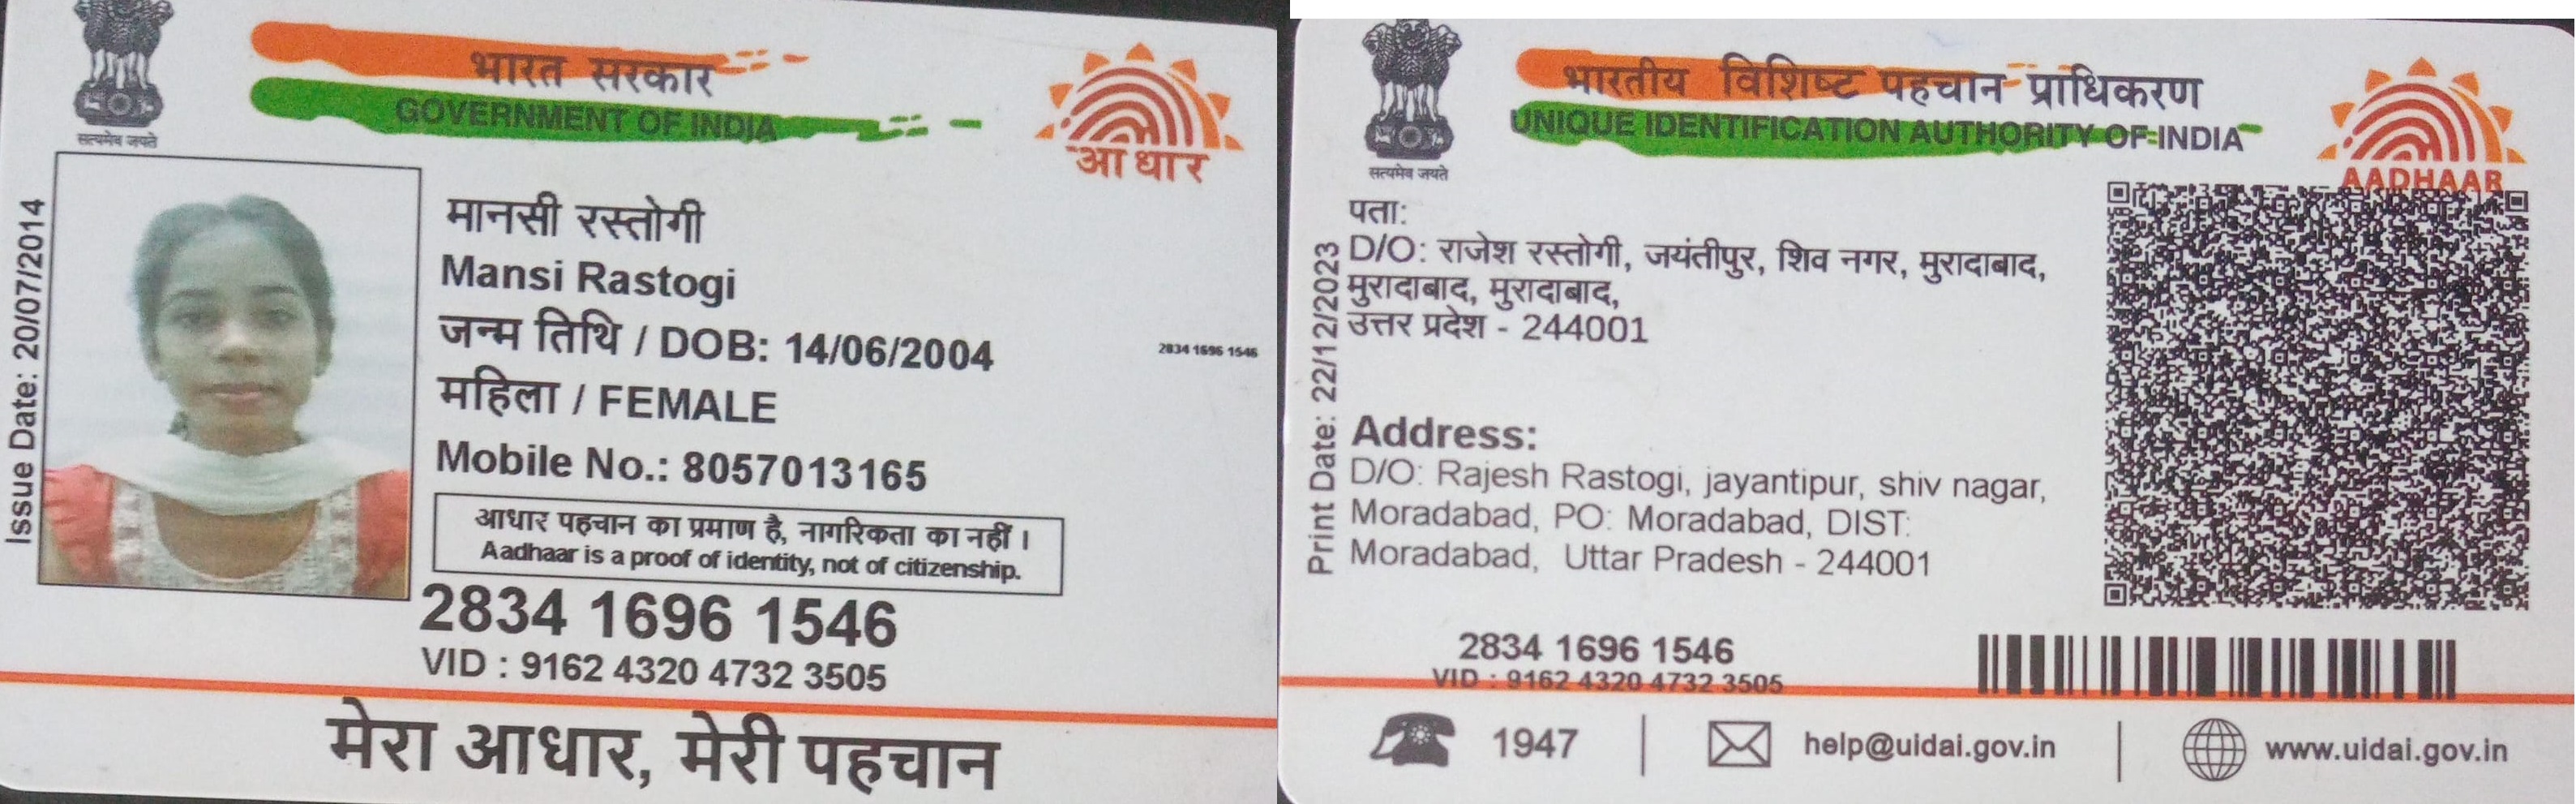 सत्यमेव जयते
भारत सरकार
GOVERNMENT OF INDIA
आधार
Issue Date: 20/07/2014
मानसी रस्तोगी
Mansi Rastogi
जन्म तिथि / DOB: 14/06/2004
2834 1696 1546
महिला / FEMALE
Mobile No.: 8057013165
आधार पहचान का प्रमाण है, नागरिकता का नहीं ।
Aadhaar is a proof of identity, not of citizenship.
2834 1696 1546
VID : 9162 4320 4732 3505
मेरा आधार, मेरी पहचान
सत्यमेव जयते
भारतीय विशिष्ट पहचान प्राधिकरण
UNIQUE IDENTIFICATION AUTHORITY OF INDIA
AADHAAR
Print Date: 22/12/2023
पता:
D/O: राजेश रस्तोगी, जयंतीपुर, शिव नगर, मुरादाबाद,
मुरादाबाद, मुरादाबाद,
उत्तर प्रदेश - 244001
Address:
D/O: Rajesh Rastogi, jayantipur, shiv nagar,
Moradabad, PO: Moradabad, DIST:
Moradabad, Uttar Pradesh - 244001
2834 1696 1546
VID : 9162 4320 4732 3505
1947
help@uidai.gov.in
www.uidai.gov.in